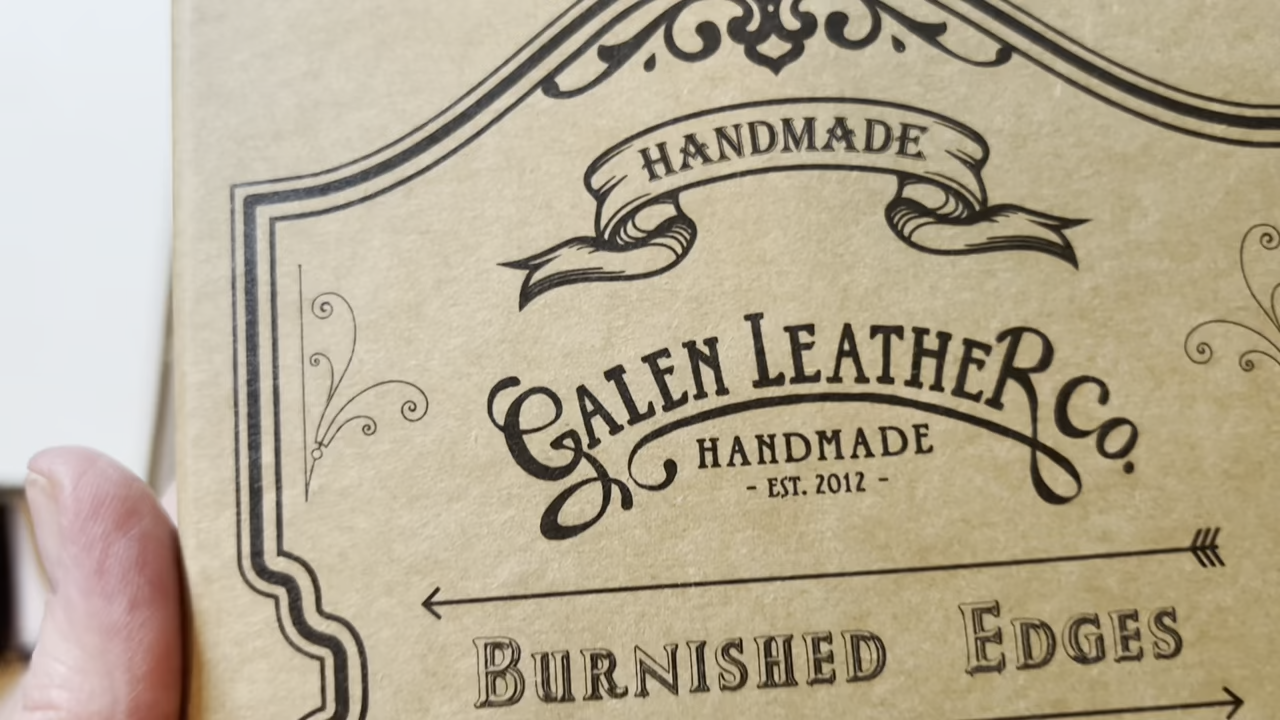 HANDMADE
GALEN LEATHER CO.
HANDMADE
- EST. 2012 -
BURNISHED EDGES